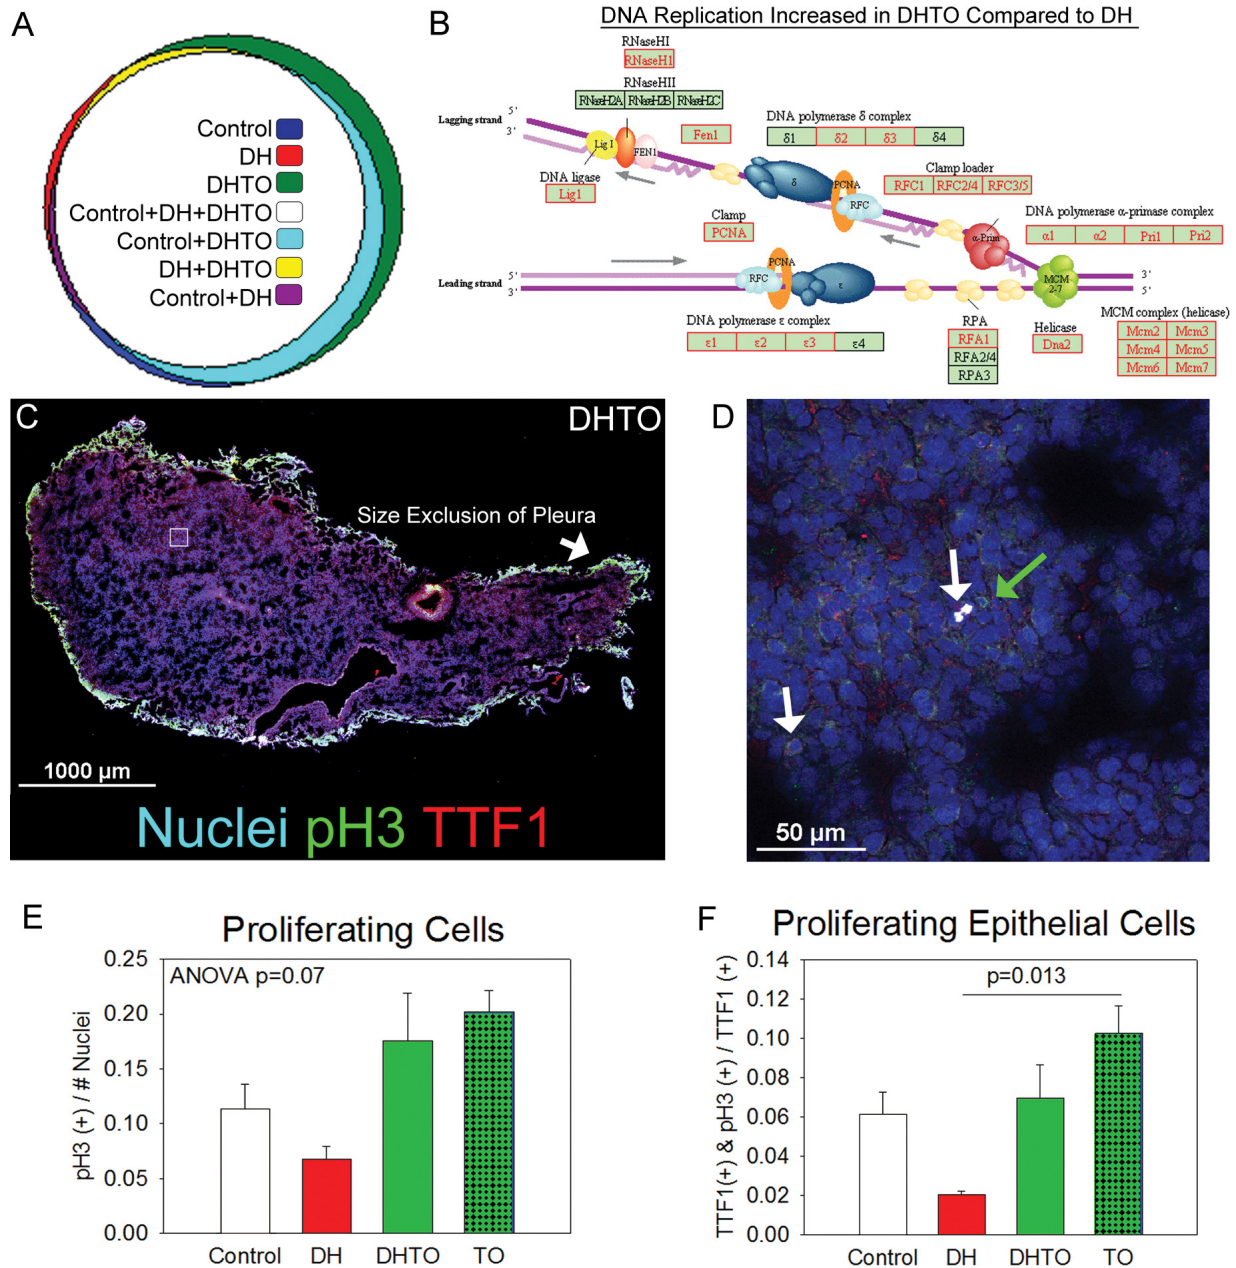 A
Control
DH
DHTO
Control+DH+DHTO
Control+DHTO
DH+DHTO
Control+DH
B
DNA Replication Increased in DHTO Compared to DH
RNaseHI
RNaseH1
RNaseHII
RNaseH2A RNaseH2B RNaseH2C
Lagging strand
5'
3'
Lig I
FEN1
Fen1
DNA ligase
Lig1
DNA polymerase δ complex
δ1 δ2 δ3 δ4
δ
PCNA
RFC
Clamp loader
RFC1 RFC2/4 RFC3/5
Clamp
PCNA
DNA polymerase α-primase complex
α1 α2 Pri1 Pri2
α-Prim
MCM
2-7
3'
5'
Leading strand
5'
3'
RFC
PCNA
ε
DNA polymerase ε complex
ε1 ε2 ε3 ε4
RPA
RFA1
RFA2/4
RPA3
Helicase
Dna2
MCM complex (helicase)
Mcm2 Mcm3
Mcm4 Mcm5
Mcm6 Mcm7
C
DHTO
Size Exclusion of Pleura
1000 µm
Nuclei pH3 TTF1
D
50 µm
E
Proliferating Cells
ANOVA p=0.07
pH3 (+) / # Nuclei
0.25
0.20
0.15
0.10
0.05
0.00
Control DH DHTO TO
F
Proliferating Epithelial Cells
p=0.013
TTF1(+) & pH3 (+) / TTF1 (+)
0.14
0.12
0.10
0.08
0.06
0.04
0.02
0.00
Control DH DHTO TO